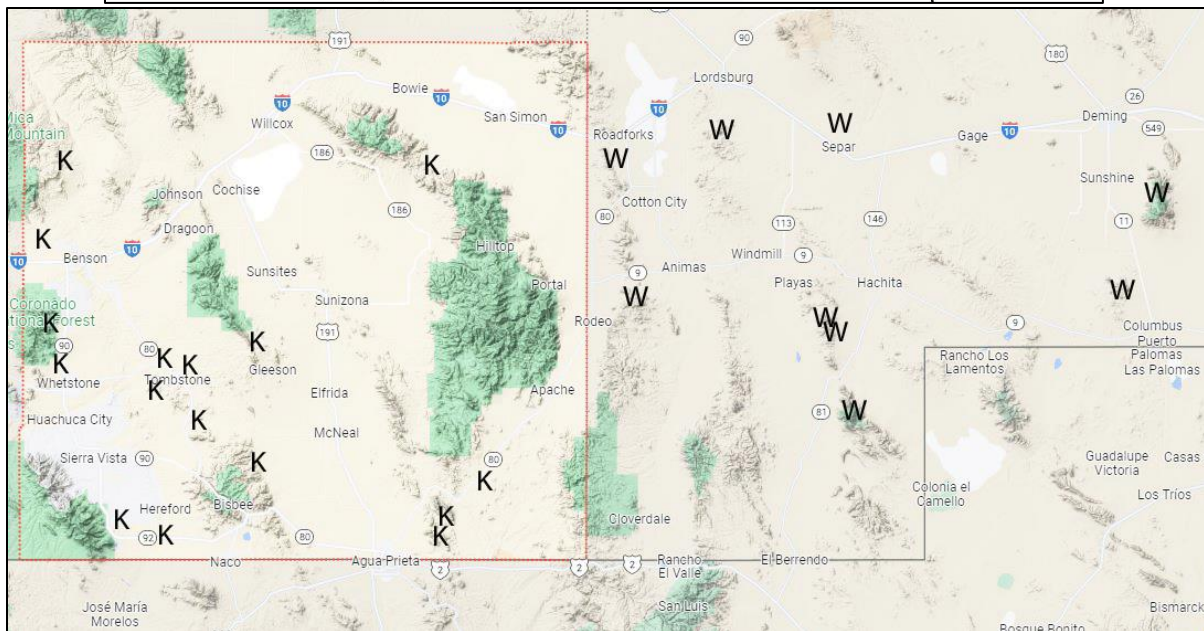 191
90
180
Lordsburg
26
Bowie
10
Deming
10
San Simon
10
10
W
549
Mica
Mountain
Willcox
10
Roadforks
W
Separ
Gage
10
K
186
K
W
Sunshine
Johnson
Cochise
Cotton City
W
186
80
113
146
11
Dragoon
K
10
Hilltop
10
Benson
Sunsites
9
Animas
Windmill
9
Portal
W
Playas
Hachita
W
Coronado
National Forest
Sunizona
K
Rodeo
W
9
Columbus
Puerto
Palomas
Las Palomas
191
W
90
80
K
K
K
K
Gleeson
Rancho Los
Lamentos
Whetstone
Tombstone
K
Elfrida
Apache
81
W
Huachuca City
K
McNeal
Sierra Vista
90
K
80
K
Guadalupe
Victoria
Casas
Colonia el
Camello
Los Tríos
Hereford
Bisbee
K
K
Cloverdale
92
K
80
K
Naco
Agua Prieta
2
2
2
Rancho
El Valle
El Berrendo
José María
Morelos
San Luis
Bismarck
Bosque Bonito